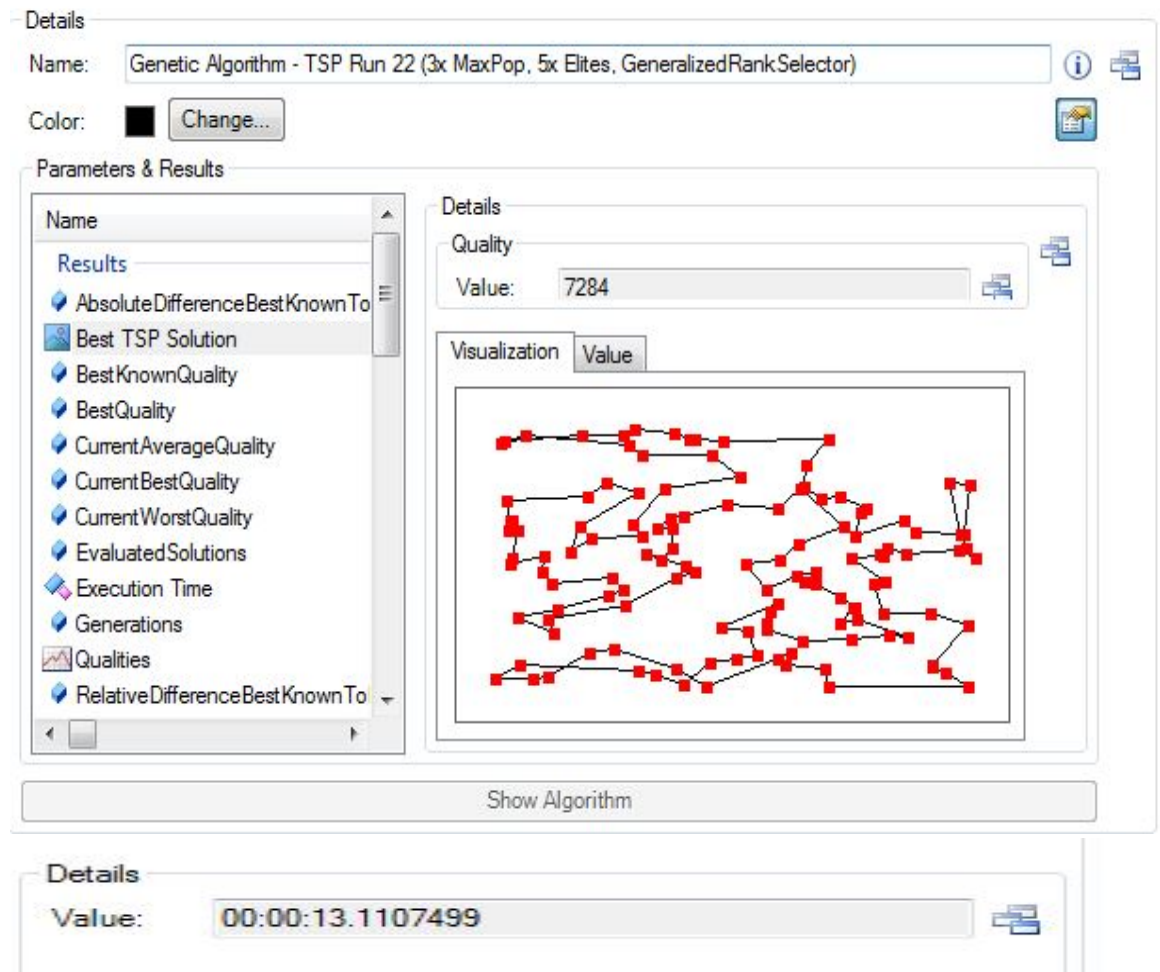 Details
Name: Genetic Algorithm - TSP Run 22 (3x MaxPop, 5x Elites, GeneralizedRankSelector)
Color: Change...
Parameters & Results
Name
Results
AbsoluteDifferenceBestKnownTo
Best TSP Solution
BestKnownQuality
BestQuality
CurrentAverageQuality
CurrentBestQuality
CurrentWorstQuality
EvaluatedSolutions
Execution Time
Generations
Qualities
RelativeDifferenceBestKnownTo
Details
Quality
Value: 7284
Visualization Value
Show Algorithm
Details
Value: 00:00:13.1107499